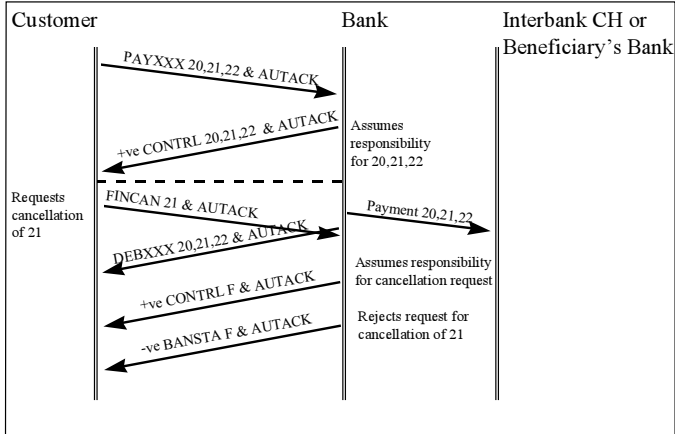 Customer
Bank
Interbank CH or
Beneficiary's Bank
PAYXXX 20,21,22 & AUTACK
+ve CONTRL 20,21,22 & AUTACK
Assumes
responsibility
for 20,21,22
Requests
cancellation
of 21
FINCAN 21 & AUTACK
Payment 20,21,22
DEBXXX 20,21,22 & AUTACK
Assumes responsibility
for cancellation request
+ve CONTRL F & AUTACK
Rejects request for
cancellation of 21
-ve BANSTA F & AUTACK